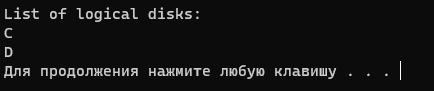 List of logical disks:
C
D
Для продолжения нажмите любую клавишу . . .